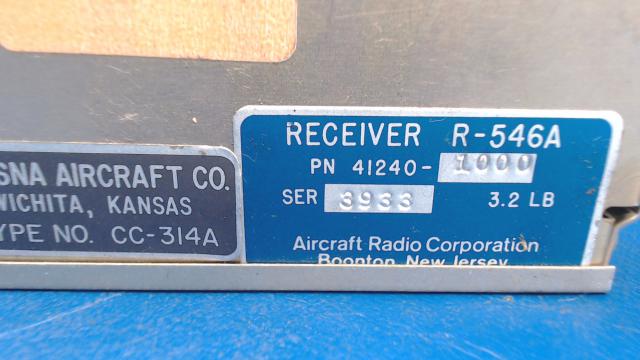 SNA AIRCRAFT CO.
WICHITA, KANSAS
YPE NO. CC-314A
RECEIVER R-546A
PN 41240-1000
SER 3933 3.2 LB
Aircraft Radio Corporation
Boonton, New Jersey